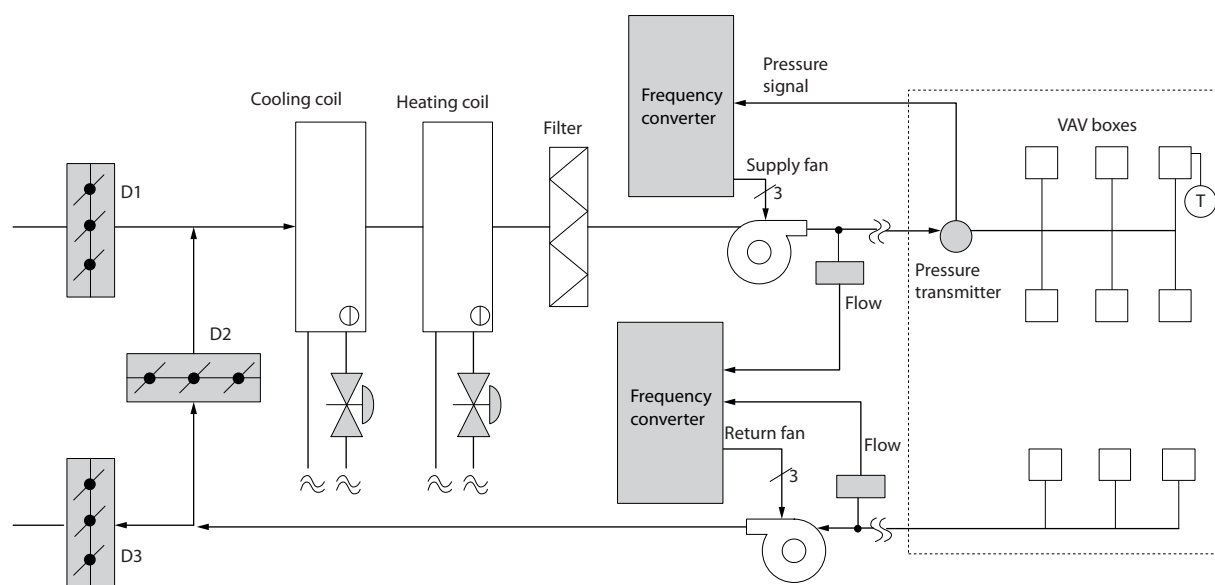 Pressure
signal
Cooling coil
Heating coil
Frequency
converter
Filter
VAV boxes
D1
Supply fan
3
T
Pressure
transmitter
Flow
D2
Frequency
converter
Return fan
Flow
3
D3